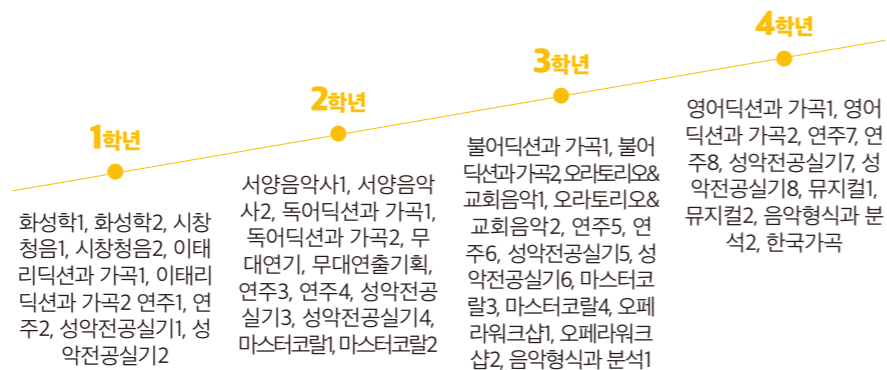 1학년
화성학1, 화성학2, 시창
청음1, 시창청음2, 이태
리딕션과 가곡1, 이태리
딕션과 가곡2 연주1, 연
주2, 성악전공실기1, 성
악전공실기2
2학년
서양음악사1, 서양음악
사2, 독어딕션과 가곡1,
독어딕션과 가곡2, 무
대연기, 무대연출기획,
연주3, 연주4, 성악전공
실기3, 성악전공실기4,
마스터코랄1, 마스터코랄2
3학년
불어딕션과 가곡1, 불어
딕션과 가곡2, 오라토리오&
교회음악1, 오라토리오&
교회음악2, 연주5, 연
주6, 성악전공실기5, 성
악전공실기6, 마스터코
랄3, 마스터코랄4, 오페
라워크샵1, 오페라워크
샵2, 음악형식과 분석1
4학년
영어딕션과 가곡1, 영어
딕션과 가곡2, 연주7, 연
주8, 성악전공실기7, 성
악전공실기8, 뮤지컬1,
뮤지컬2, 음악형식과 분
석2, 한국가곡